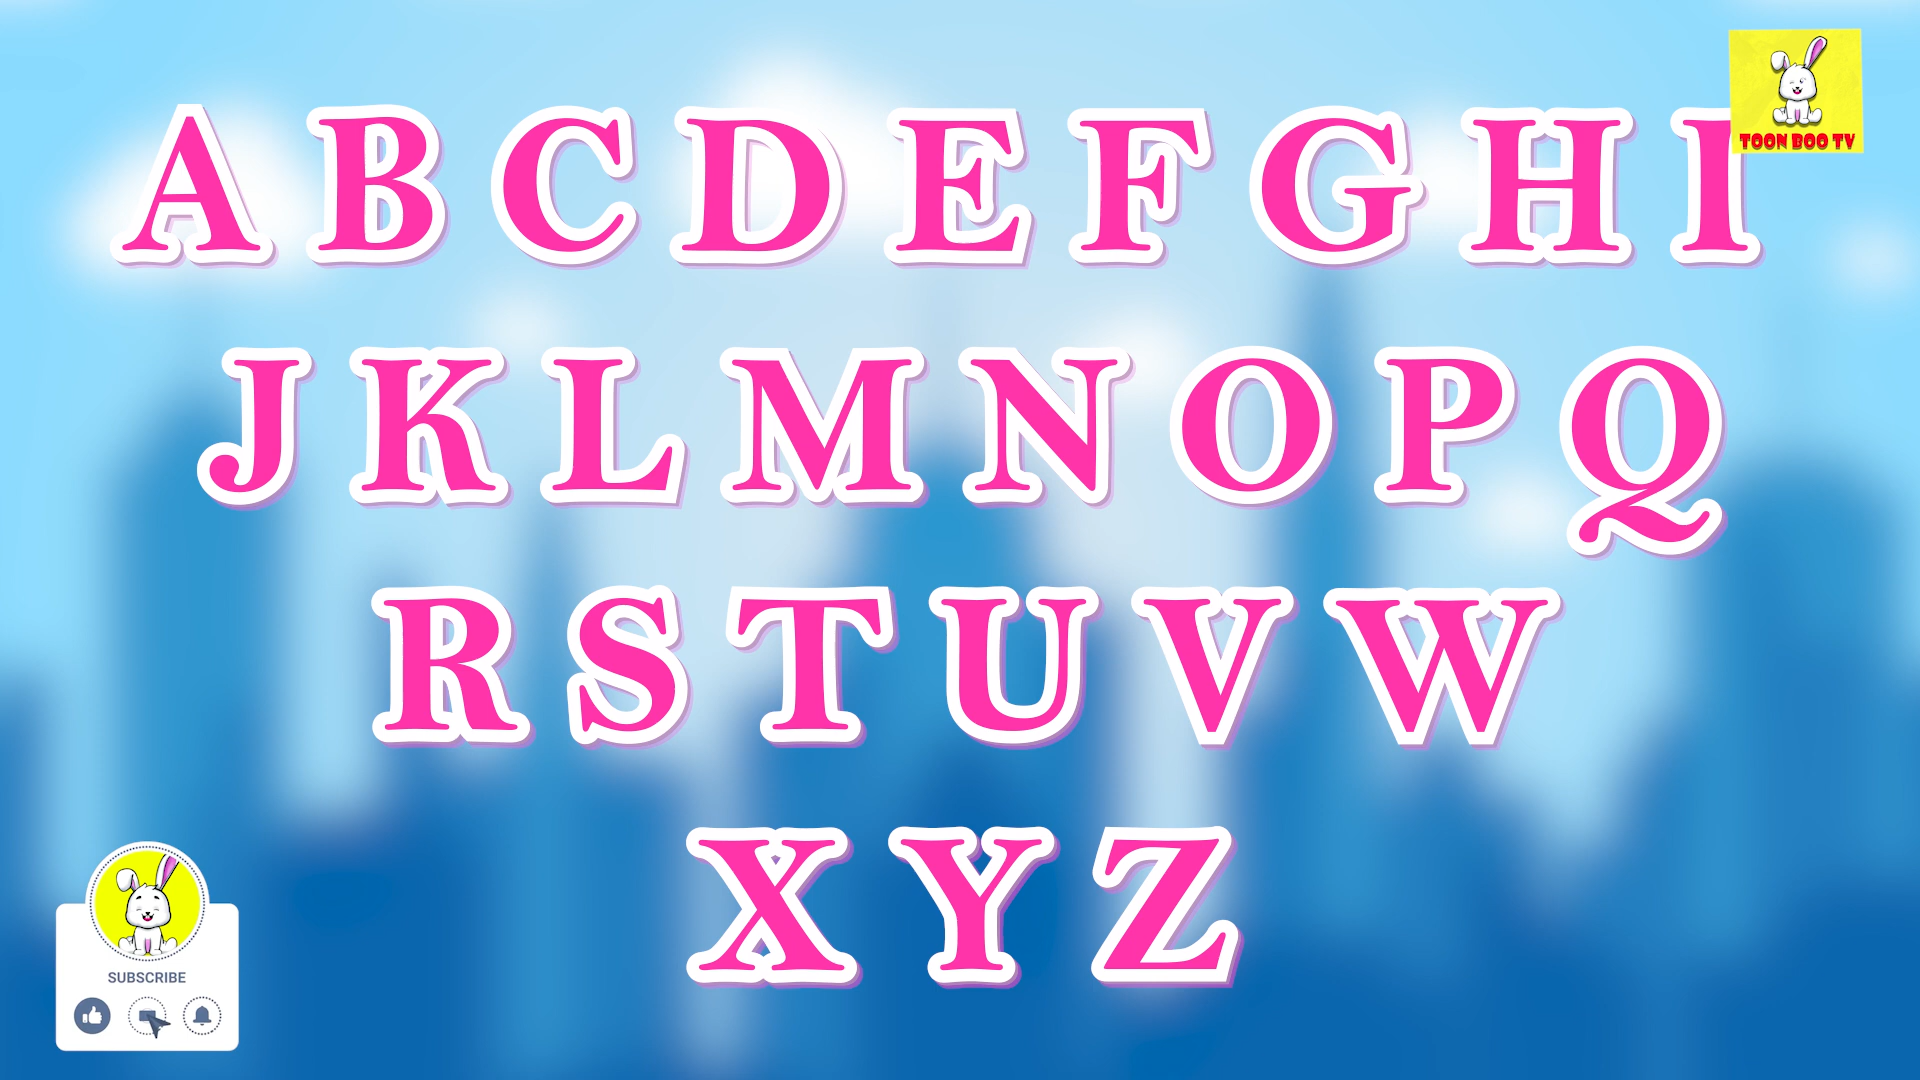 TOON BOO TV
A B C D E F G H I
J K L M N O P Q
R S T U V W
X Y Z
SUBSCRIBE